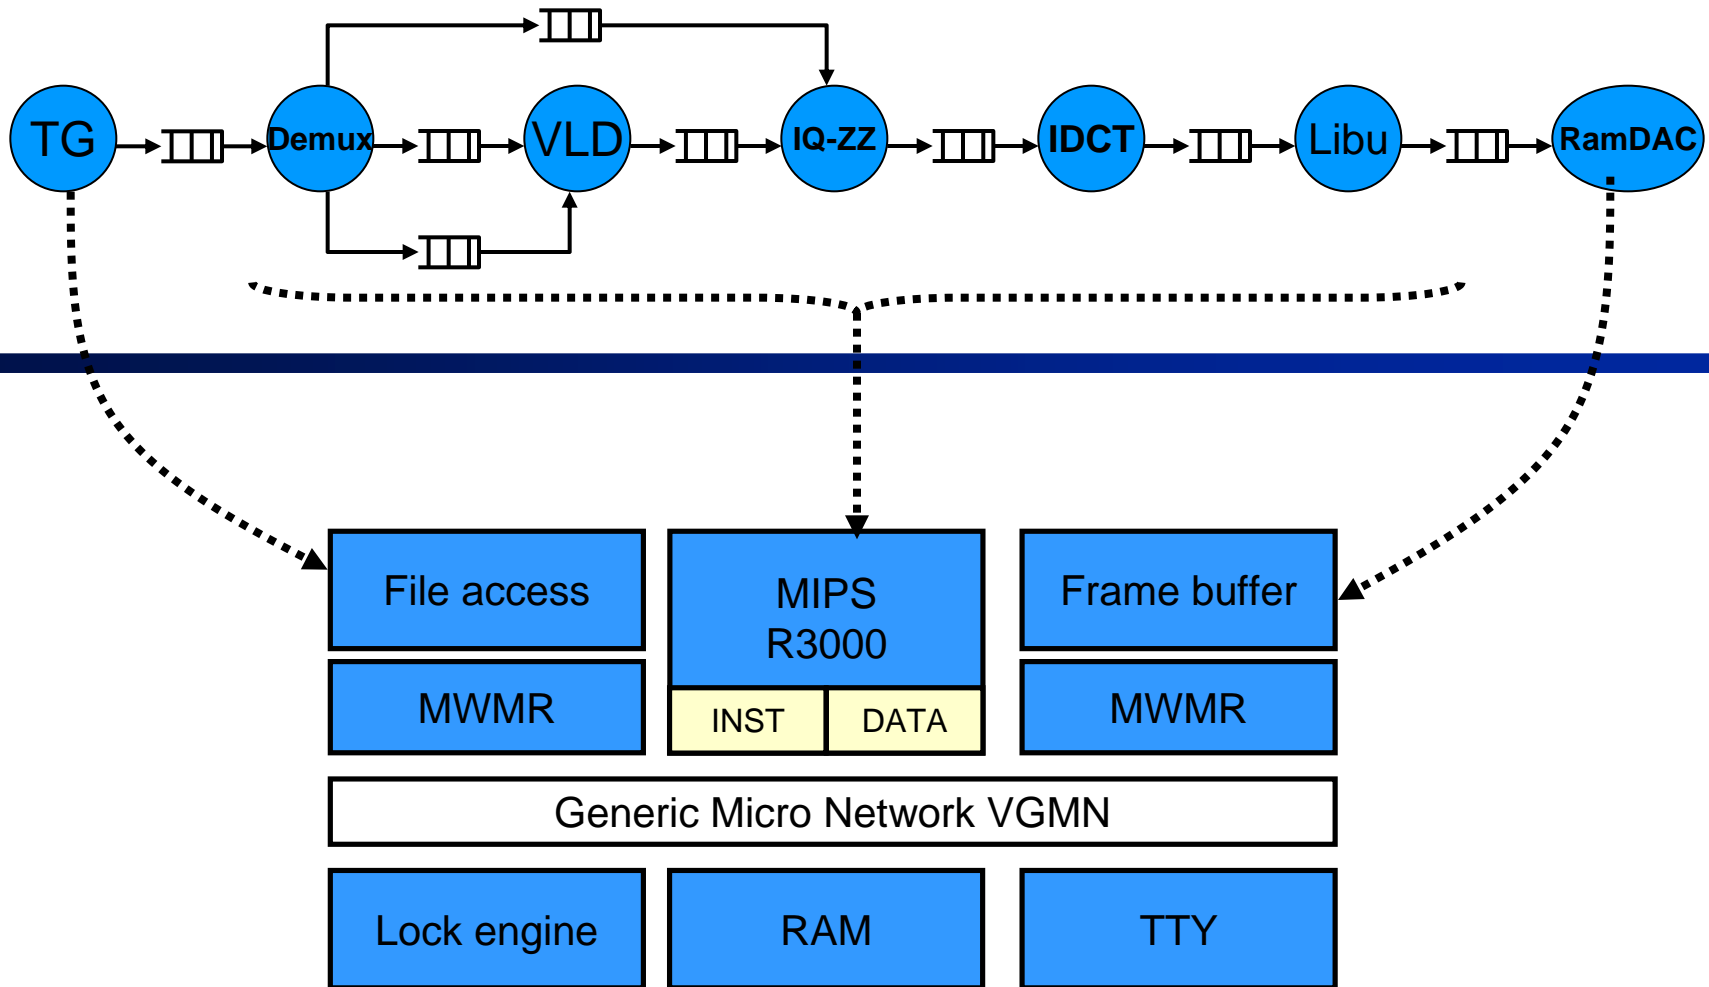 TG
Demux
VLD
IQ-ZZ
IDCT
Libu
RamDAC
File access
MIPS
R3000
Frame buffer
MWMR
INST
DATA
MWMR
Generic Micro Network VGMN
Lock engine
RAM
TTY